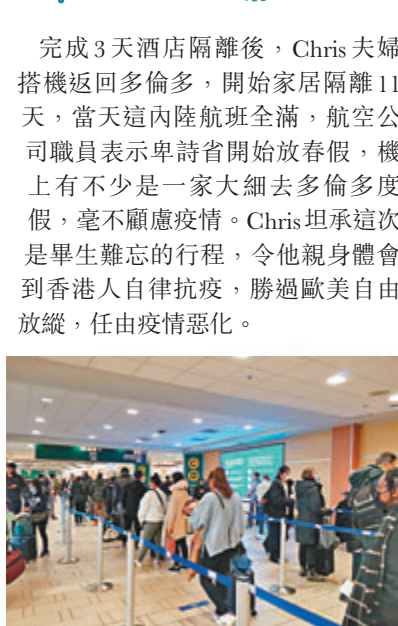 完成3天酒店隔離後，Chris夫婦
搭機返回多倫多，開始家居隔離11
天，當天這內陸航班全滿，航空公
司職員表示卑詩省開始放春假，機
上有不少是一家大細去多倫多度
假，毫不顧慮疫情。Chris坦承這次
是畢生難忘的行程，令他親身體會
到香港人自律抗疫，勝過歐美自由
放縱，任由疫情惡化。